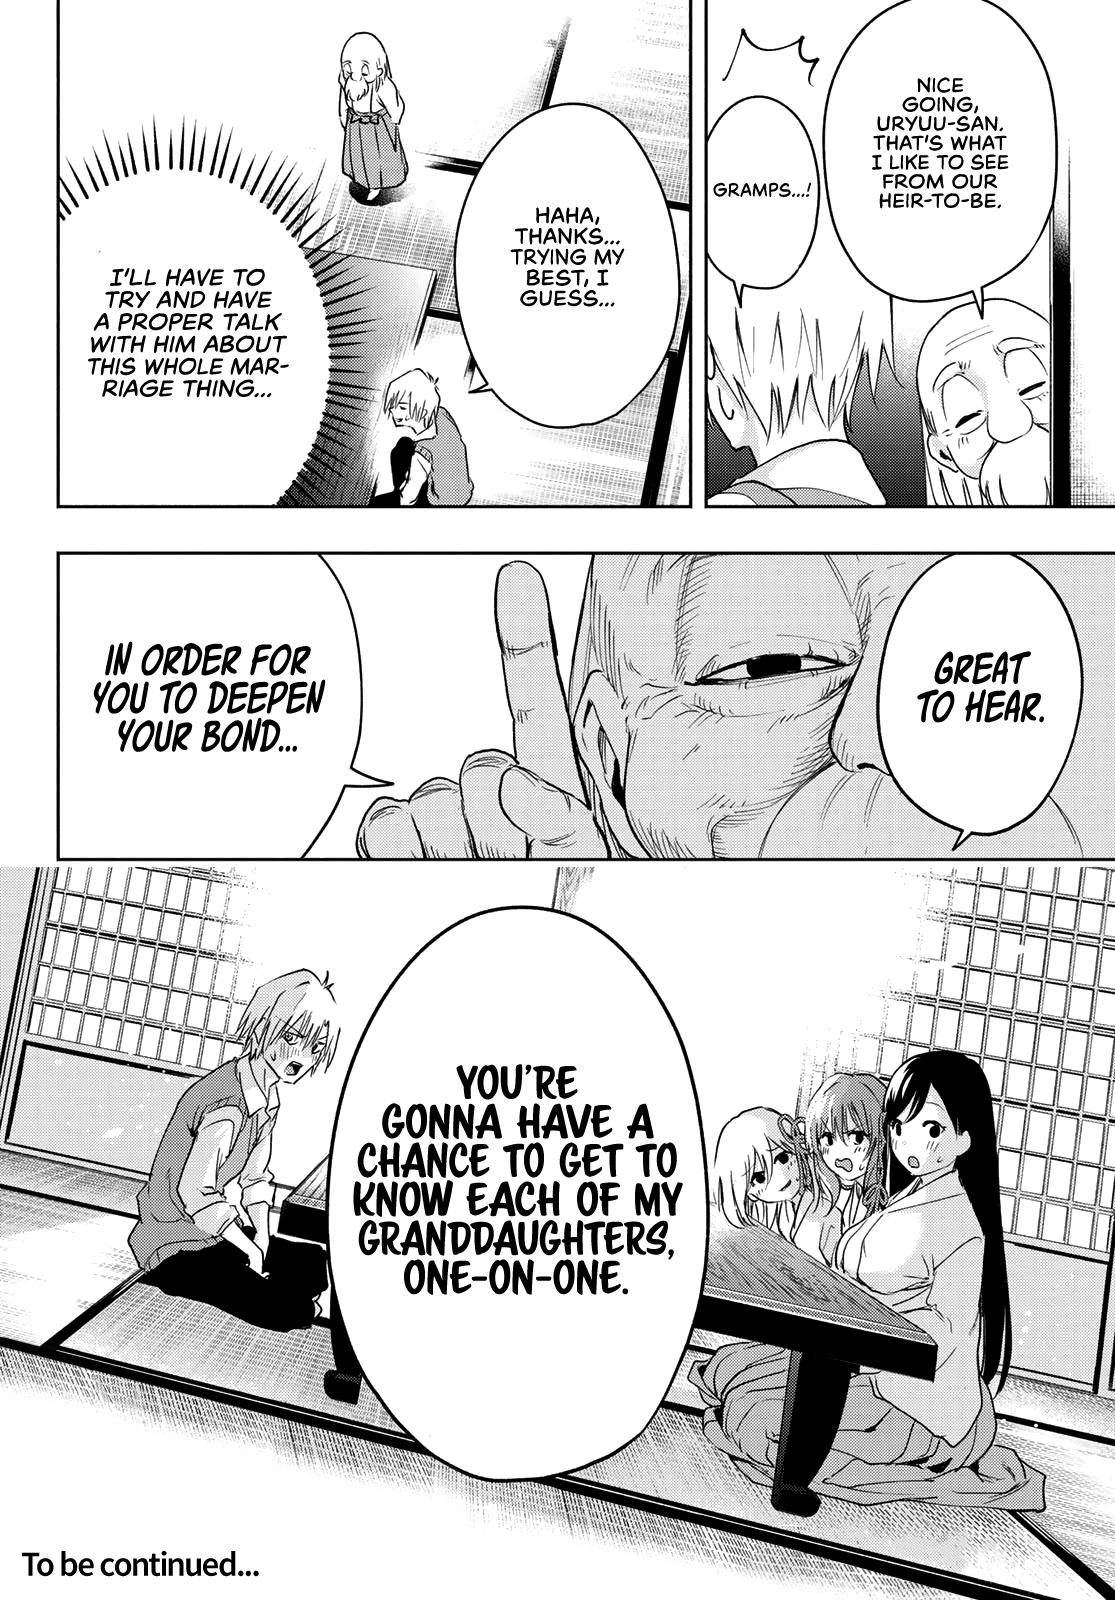 NICE
GOING,
URYUU-SAN.
THAT'S WHAT
I LIKE TO SEE
FROM OUR
HEIR-TO-BE.
GRAMPS...!
HAHA,
THANKS...
TRYING MY
BEST, I
GUESS...
I'LL HAVE TO
TRY AND HAVE
A PROPER TALK
WITH HIM ABOUT
THIS WHOLE MAR-
RIAGE THING...
GREAT
TO HEAR.
IN ORDER FOR
YOU TO DEEPEN
YOUR BOND...
YOU'RE
GONNA HAVE A
CHANCE TO GET TO
KNOW EACH OF MY
GRANDDAUGHTERS,
ONE-ON-ONE.
To be continued...